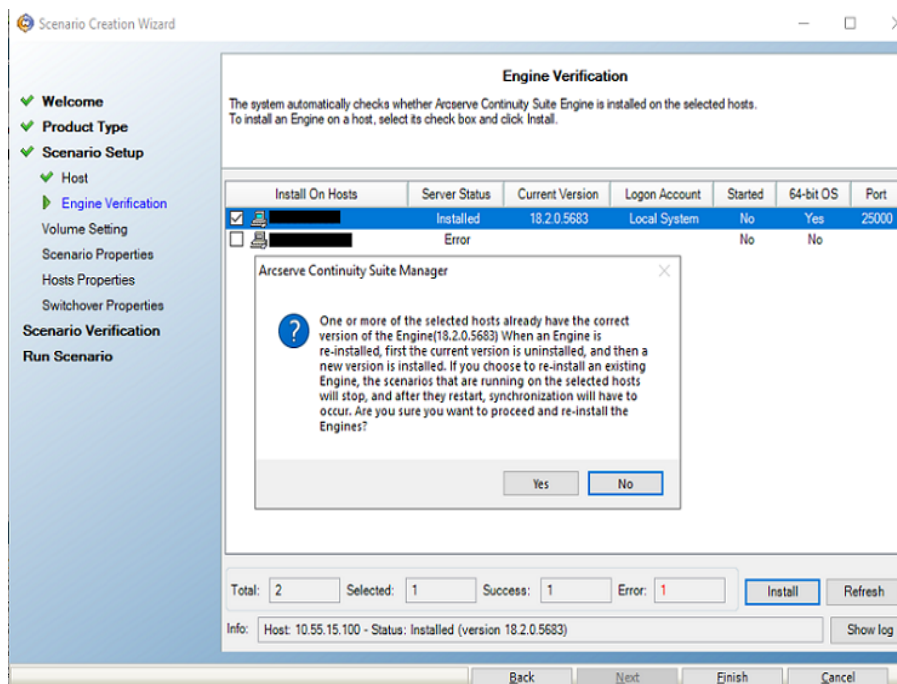 Scenario Creation Wizard
Welcome
Product Type
Scenario Setup
Host
Engine Verification
Volume Setting
Scenario Properties
Hosts Properties
Switchover Properties
Scenario Verification
Run Scenario
Engine Verification
The system automatically checks whether Arcserve Continuity Suite Engine is installed on the selected hosts.
To install an Engine on a host, select its check box and click Install.
Install On Hosts Server Status Current Version Logon Account Started 64-bit OS Port
Installed 18.2.0.5683 Local System No Yes 25000
Error No No
Arcserve Continuity Suite Manager
One or more of the selected hosts already have the correct
version of the Engine(18.2.0.5683) When an Engine is
re-installed, first the current version is uninstalled, and then a
new version is installed. If you choose to re-install an existing
Engine, the scenarios that are running on the selected hosts
will stop, and after they restart, synchronization will have to
occur. Are you sure you want to proceed and re-install the
Engines?
Yes No
Total: 2 Selected: 1 Success: 1 Error: 1 Install Refresh
Info: Host: 10.55.15.100 - Status: Installed (version 18.2.0.5683) Show log
Back Next Finish Cancel